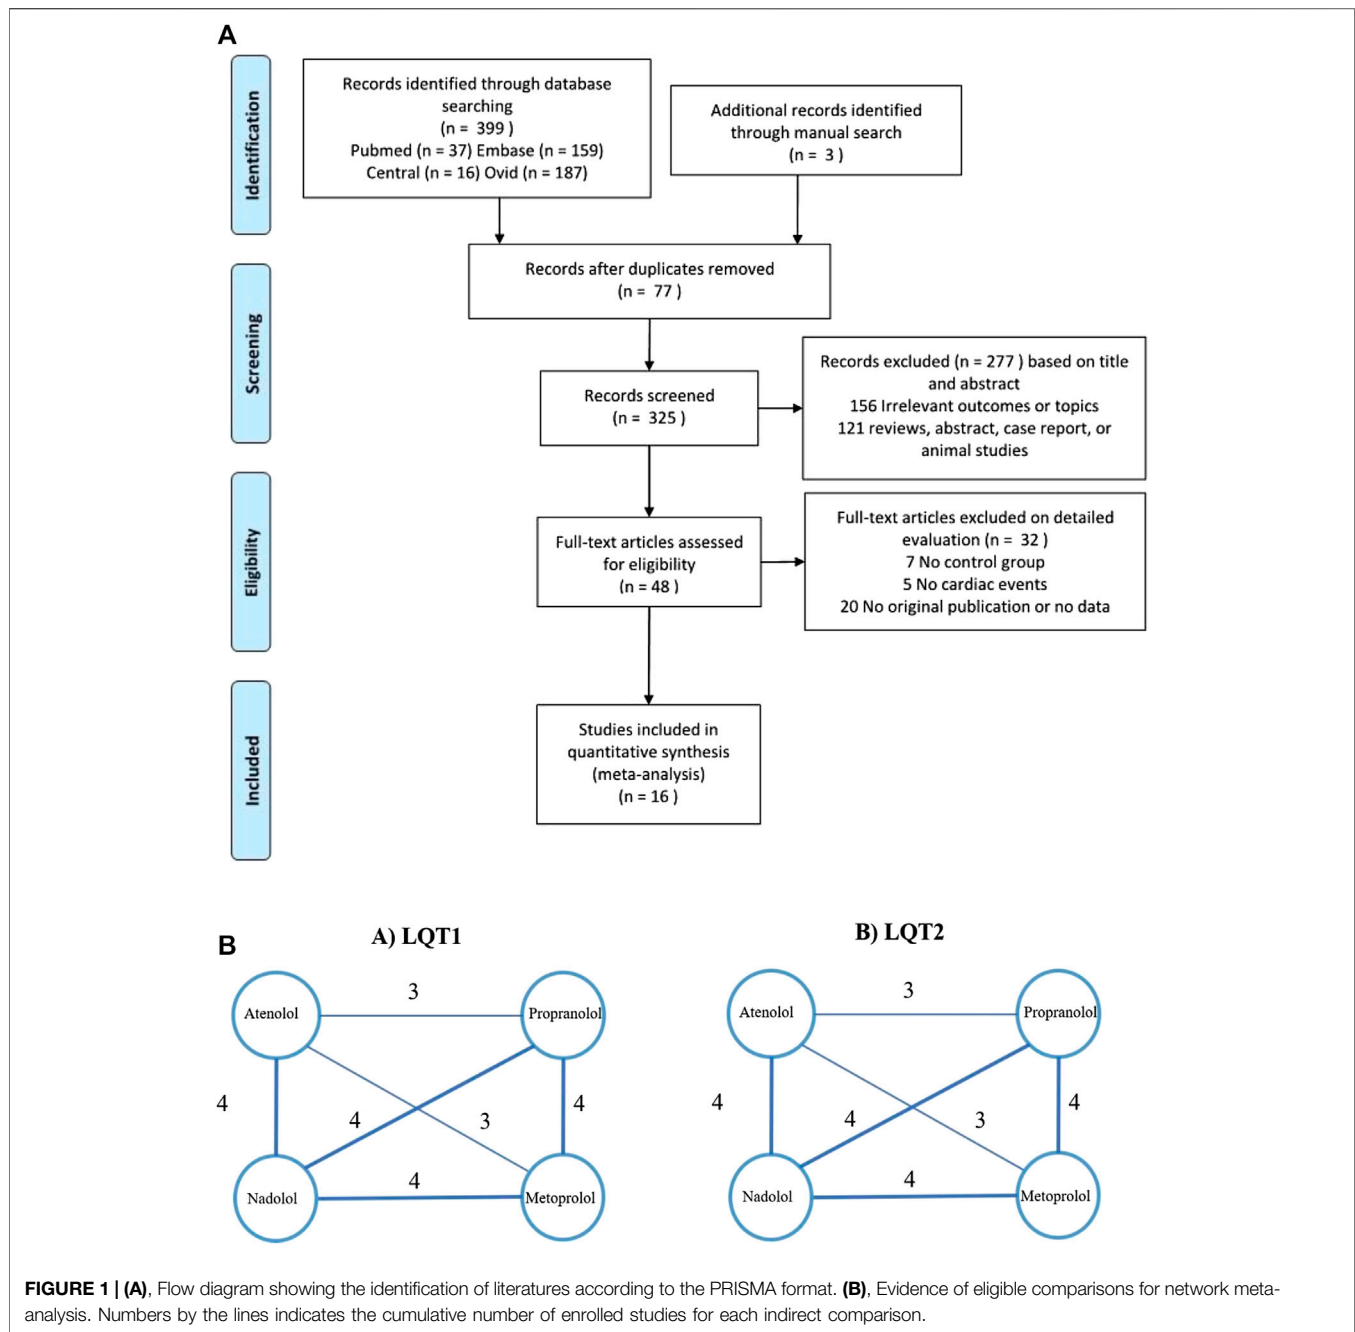 A
Identification
Records identified through database
searching
(n = 399 )
Pubmed (n = 37) Embase (n = 159)
Central (n = 16) Ovid (n = 187)
Additional records identified
through manual search
(n = 3 )
Records after duplicates removed
(n = 77 )
Screening
Records screened
(n = 325 )
Records excluded (n = 277 ) based on title
and abstract
156 Irrelevant outcomes or topics
121 reviews, abstract, case report, or
animal studies
Eligibility
Full-text articles assessed
for eligibility
(n = 48 )
Full-text articles excluded on detailed
evaluation (n = 32 )
7 No control group
5 No cardiac events
20 No original publication or no data
Included
Studies included in
quantitative synthesis
(meta-analysis)
(n = 16 )
B
A) LQT1
Atenolol
3
Propranolol
4
4
3
4
Nadolol
4
Metoprolol
B) LQT2
Atenolol
3
Propranolol
4
4
3
4
Nadolol
4
Metoprolol
FIGURE 1 | (A), Flow diagram showing the identification of literatures according to the PRISMA format. (B), Evidence of eligible comparisons for network meta-
analysis. Numbers by the lines indicates the cumulative number of enrolled studies for each indirect comparison.